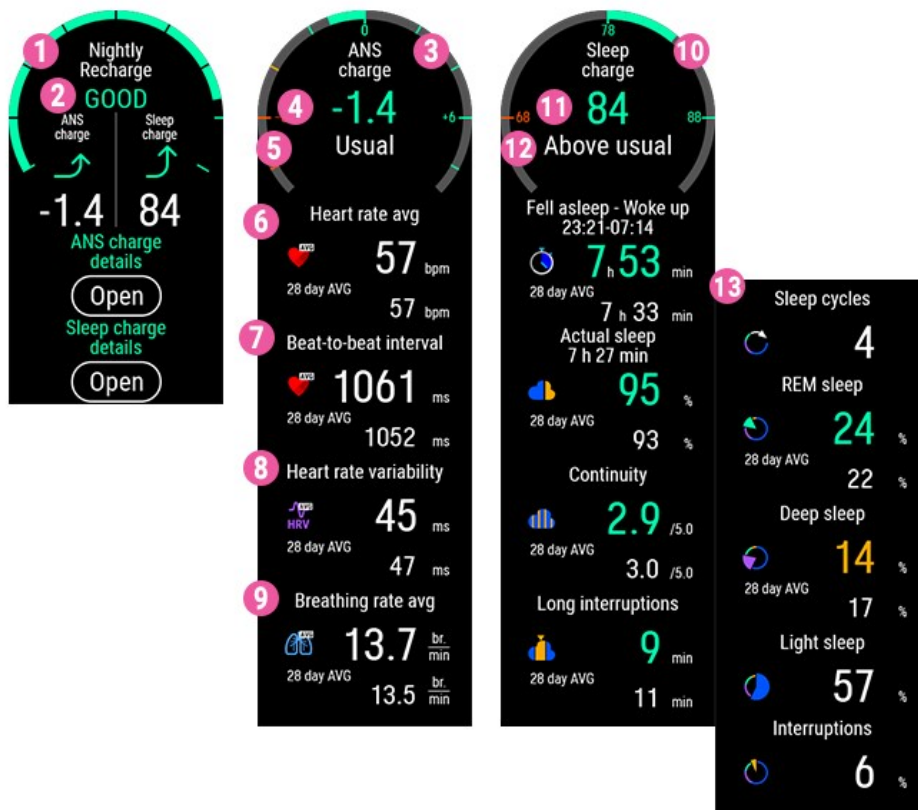 1
Nightly
Recharge
2
GOOD
ANS
charge
Sleep
charge
-1.4
84
ANS charge
details
Open
Sleep charge
details
Open
0
3
ANS
charge
4
-1.4
+6
5
Usual
6
Heart rate avg
AVG
57 bpm
28 day AVG
57 bpm
7
Beat-to-beat interval
AVG
1061 ms
28 day AVG
1052 ms
8
Heart rate variability
AVG
HRV
45 ms
28 day AVG
47 ms
9
Breathing rate avg
AVG
13.7 br.
min
28 day AVG
13.5 br.
min
78
10
Sleep
charge
68
11
84
88
12
Above usual
Fell asleep - Woke up
23:21-07:14
7 h 53 min
28 day AVG
7 h 33 min
Actual sleep
7 h 27 min
95 %
28 day AVG
93 %
Continuity
2.9 /5.0
28 day AVG
3.0 /5.0
Long interruptions
9 min
28 day AVG
11 min
13
Sleep cycles
4
REM sleep
24 %
28 day AVG
22 %
Deep sleep
14 %
28 day AVG
17 %
Light sleep
57 %
Interruptions
6 %